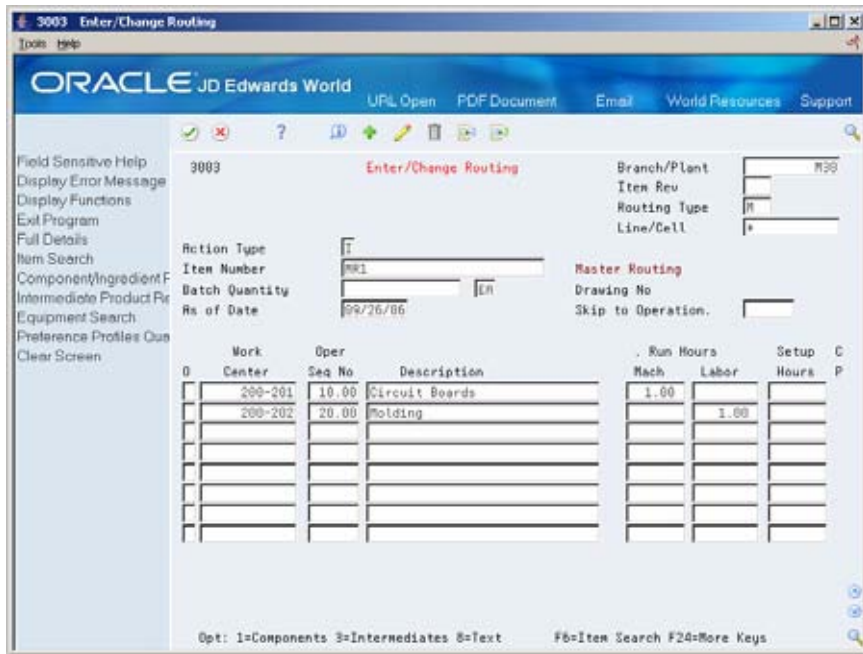 3003 Enter/Change Routing
Tools Help
ORACLE JD Edwards World
URL Open PDF Document Email World Resources Support
Field Sensitive Help
Display Error Message
Display Functions
Exit Program
Full Details
Item Search
Component/Ingredient F
Intermediate Product Re
Equipment Search
Preference Profiles Que
Clear Screen
3003 Enter/Change Routing Branch/Plant M30
Item Rev
Routing Type M
Line/Cell *
Action Type I
Item Number MR1 Master Routing
Batch Quantity EA Drawing No
As of Date 09/26/06 Skip to Operation.
Work Oper . Run Hours Setup C
O Center Seq No Description Mach Labor Hours P
200-201 10.00 Circuit Boards 1.00
200-202 20.00 Molding 1.00
Opt: 1=Components 3=Intermediates 8=Text F6=Item Search F24=More Keys